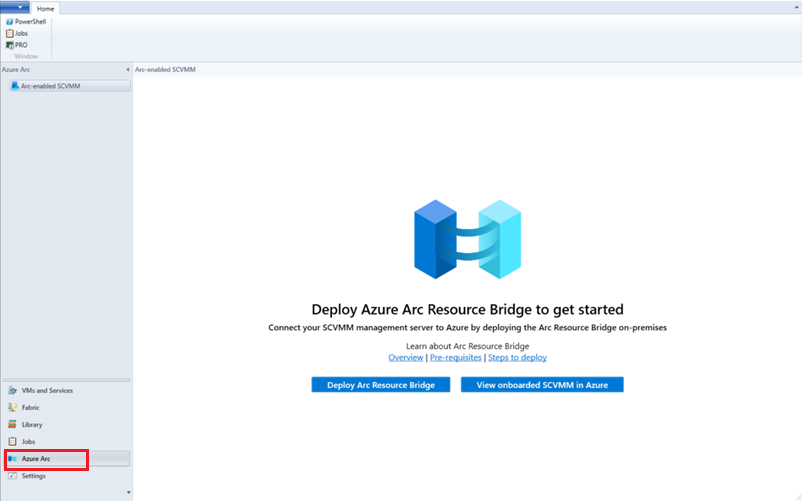 Home
PowerShell
Jobs
PRO
Window
Azure Arc
Arc-enabled SCVMM
Arc-enabled SCVMM
Deploy Azure Arc Resource Bridge to get started
Connect your SCVMM management server to Azure by deploying the Arc Resource Bridge on-premises
Learn about Arc Resource Bridge
Overview | Pre-requisites | Steps to deploy
Deploy Arc Resource Bridge View onboarded SCVMM in Azure
VMs and Services
Fabric
Library
Jobs
Azure Arc
Settings